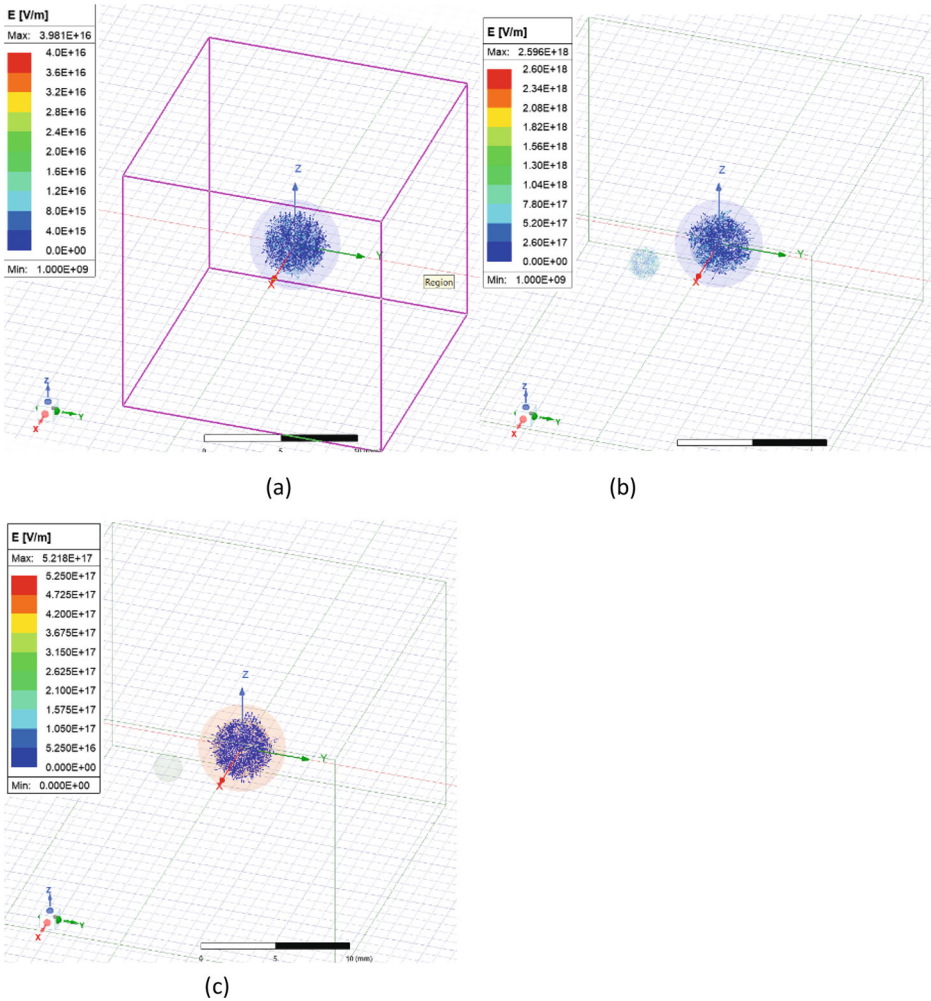 E [V/m]
Max: 3.981E+16
4.0E+16
3.6E+16
3.2E+16
2.8E+16
2.4E+16
2.0E+16
1.6E+16
1.2E+16
8.0E+15
4.0E+15
0.0E+00
Min: 1.000E+09
Z
Y
X
Region
Z
Y
X
0 5 10 (mm)
(a)
E [V/m]
Max: 2.596E+18
2.60E+18
2.34E+18
2.08E+18
1.82E+18
1.56E+18
1.30E+18
1.04E+18
7.80E+17
5.20E+17
2.60E+17
0.00E+00
Min: 1.000E+09
Z
Y
X
Z
Y
X
(b)
E [V/m]
Max: 5.218E+17
5.250E+17
4.725E+17
4.200E+17
3.675E+17
3.150E+17
2.625E+17
2.100E+17
1.575E+17
1.050E+17
5.250E+16
0.000E+00
Min: 0.000E+00
Z
Y
X
Z
Y
X
0 5 10 (mm)
(c)